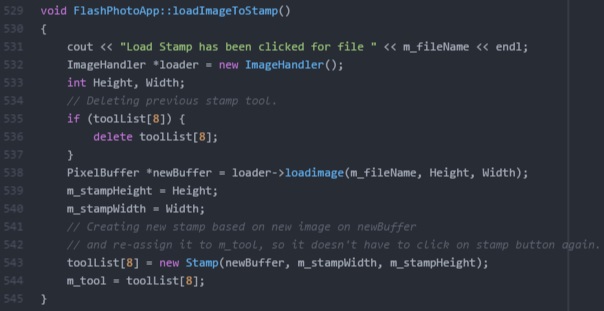 529 void FlashPhotoApp::loadImageToStamp()
530 {
531 cout << "Load Stamp has been clicked for file " << m_fileName << endl;
532 ImageHandler *loader = new ImageHandler();
533 int Height, Width;
534 // Deleting previous stamp tool.
535 if (toolList[8]) {
536 delete toolList[8];
537 }
538 PixelBuffer *newBuffer = loader->loadimage(m_fileName, Height, Width);
539 m_stampHeight = Height;
540 m_stampWidth = Width;
541 // Creating new stamp based on new image on newBuffer
542 // and re-assign it to m_tool, so it doesn't have to click on stamp button again.
543 toolList[8] = new Stamp(newBuffer, m_stampWidth, m_stampHeight);
544 m_tool = toolList[8];
545 }